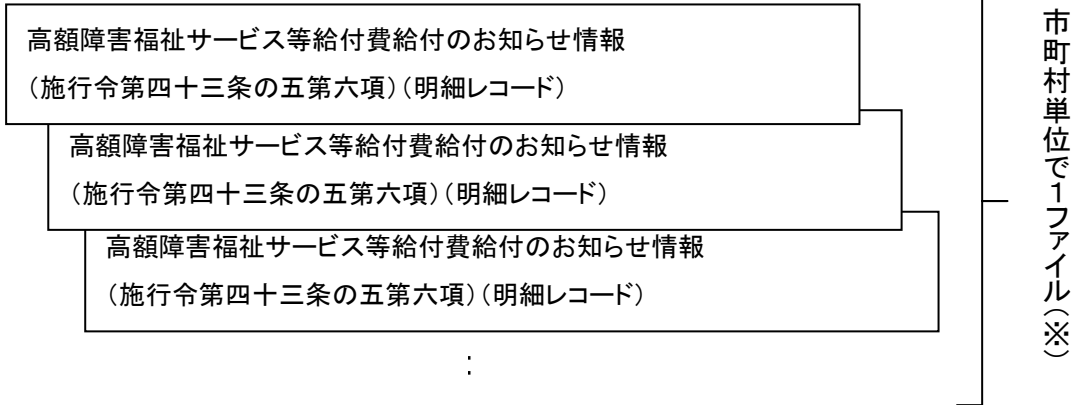 高額障害福祉サービス等給付費給付のお知らせ情報
（施行令第四十三条の五第六項）（明細レコード）
高額障害福祉サービス等給付費給付のお知らせ情報
（施行令第四十三条の五第六項）（明細レコード）
高額障害福祉サービス等給付費給付のお知らせ情報
（施行令第四十三条の五第六項）（明細レコード）
：
市町村単位で１ファイル（※）